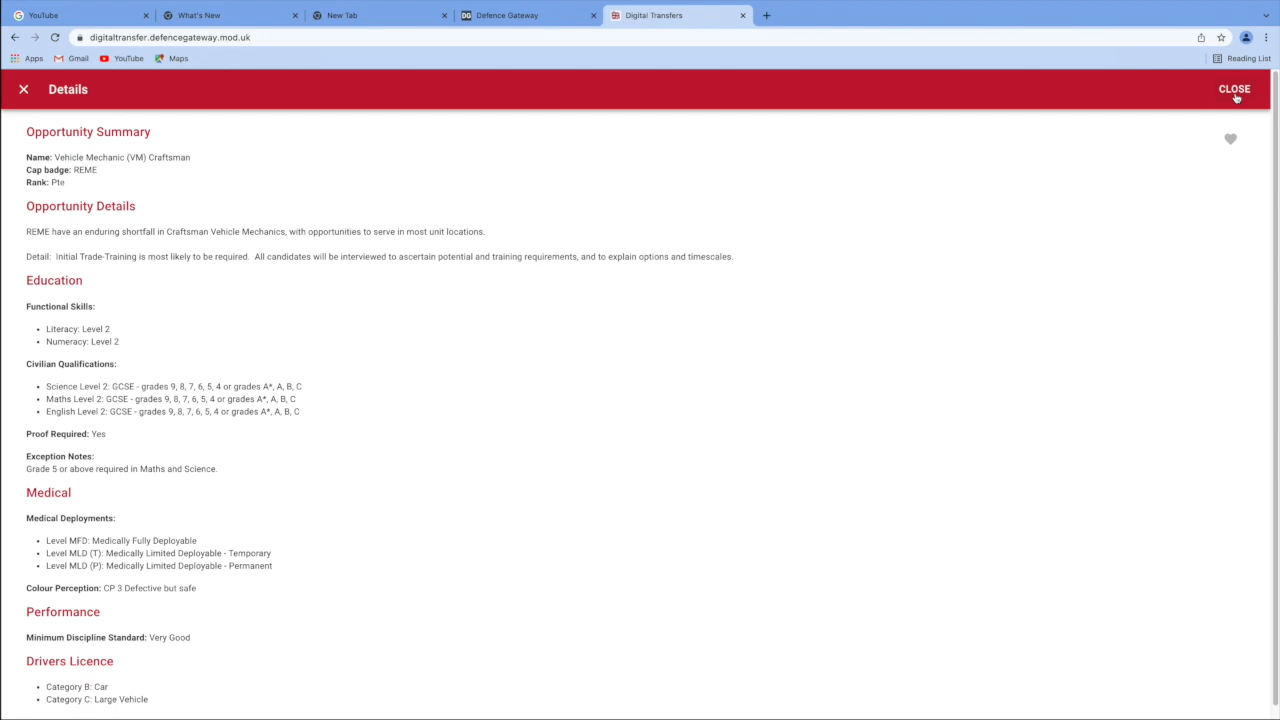 YouTube
What's New
New Tab
DG Defence Gateway
Digital Transfers
digitaltransfer.defencegateway.mod.uk
Apps
Gmail
YouTube
Maps
Reading List
Details
CLOSE
Opportunity Summary
Name: Vehicle Mechanic (VM) Craftsman
Cap badge: REME
Rank: Pte
Opportunity Details
REME have an enduring shortfall in Craftsman Vehicle Mechanics, with opportunities to serve in most unit locations.
Detail: Initial Trade-Training is most likely to be required. All candidates will be interviewed to ascertain potential and training requirements, and to explain options and timescales.
Education
Functional Skills:
• Literacy: Level 2
• Numeracy: Level 2
Civilian Qualifications:
• Science Level 2: GCSE - grades 9, 8, 7, 6, 5, 4 or grades A*, A, B, C
• Maths Level 2: GCSE - grades 9, 8, 7, 6, 5, 4 or grades A*, A, B, C
• English Level 2: GCSE - grades 9, 8, 7, 6, 5, 4 or grades A*, A, B, C
Proof Required: Yes
Exception Notes:
Grade 5 or above required in Maths and Science.
Medical
Medical Deployments:
• Level MFD: Medically Fully Deployable
• Level MLD (T): Medically Limited Deployable - Temporary
• Level MLD (P): Medically Limited Deployable - Permanent
Colour Perception: CP 3 Defective but safe
Performance
Minimum Discipline Standard: Very Good
Drivers Licence
• Category B: Car
• Category C: Large Vehicle